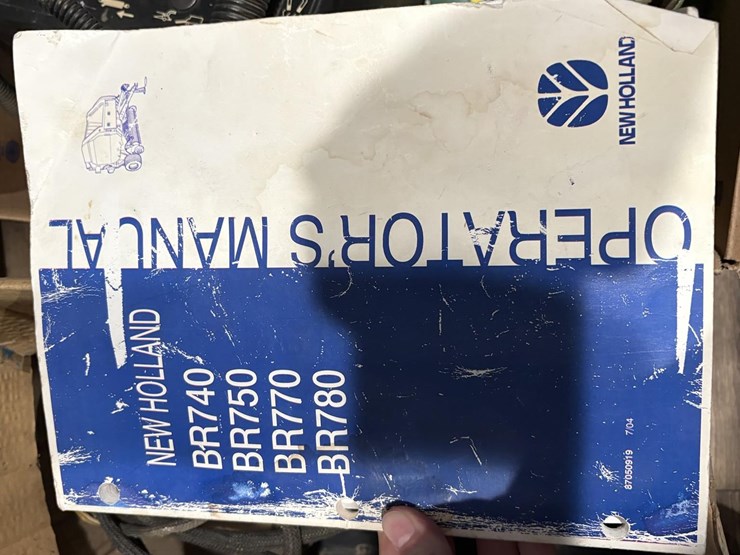 NEW HOLLAND
OPERATOR'S MANUAL
NEW HOLLAND
BR740
BR750
BR770
BR780
87050919 7/04